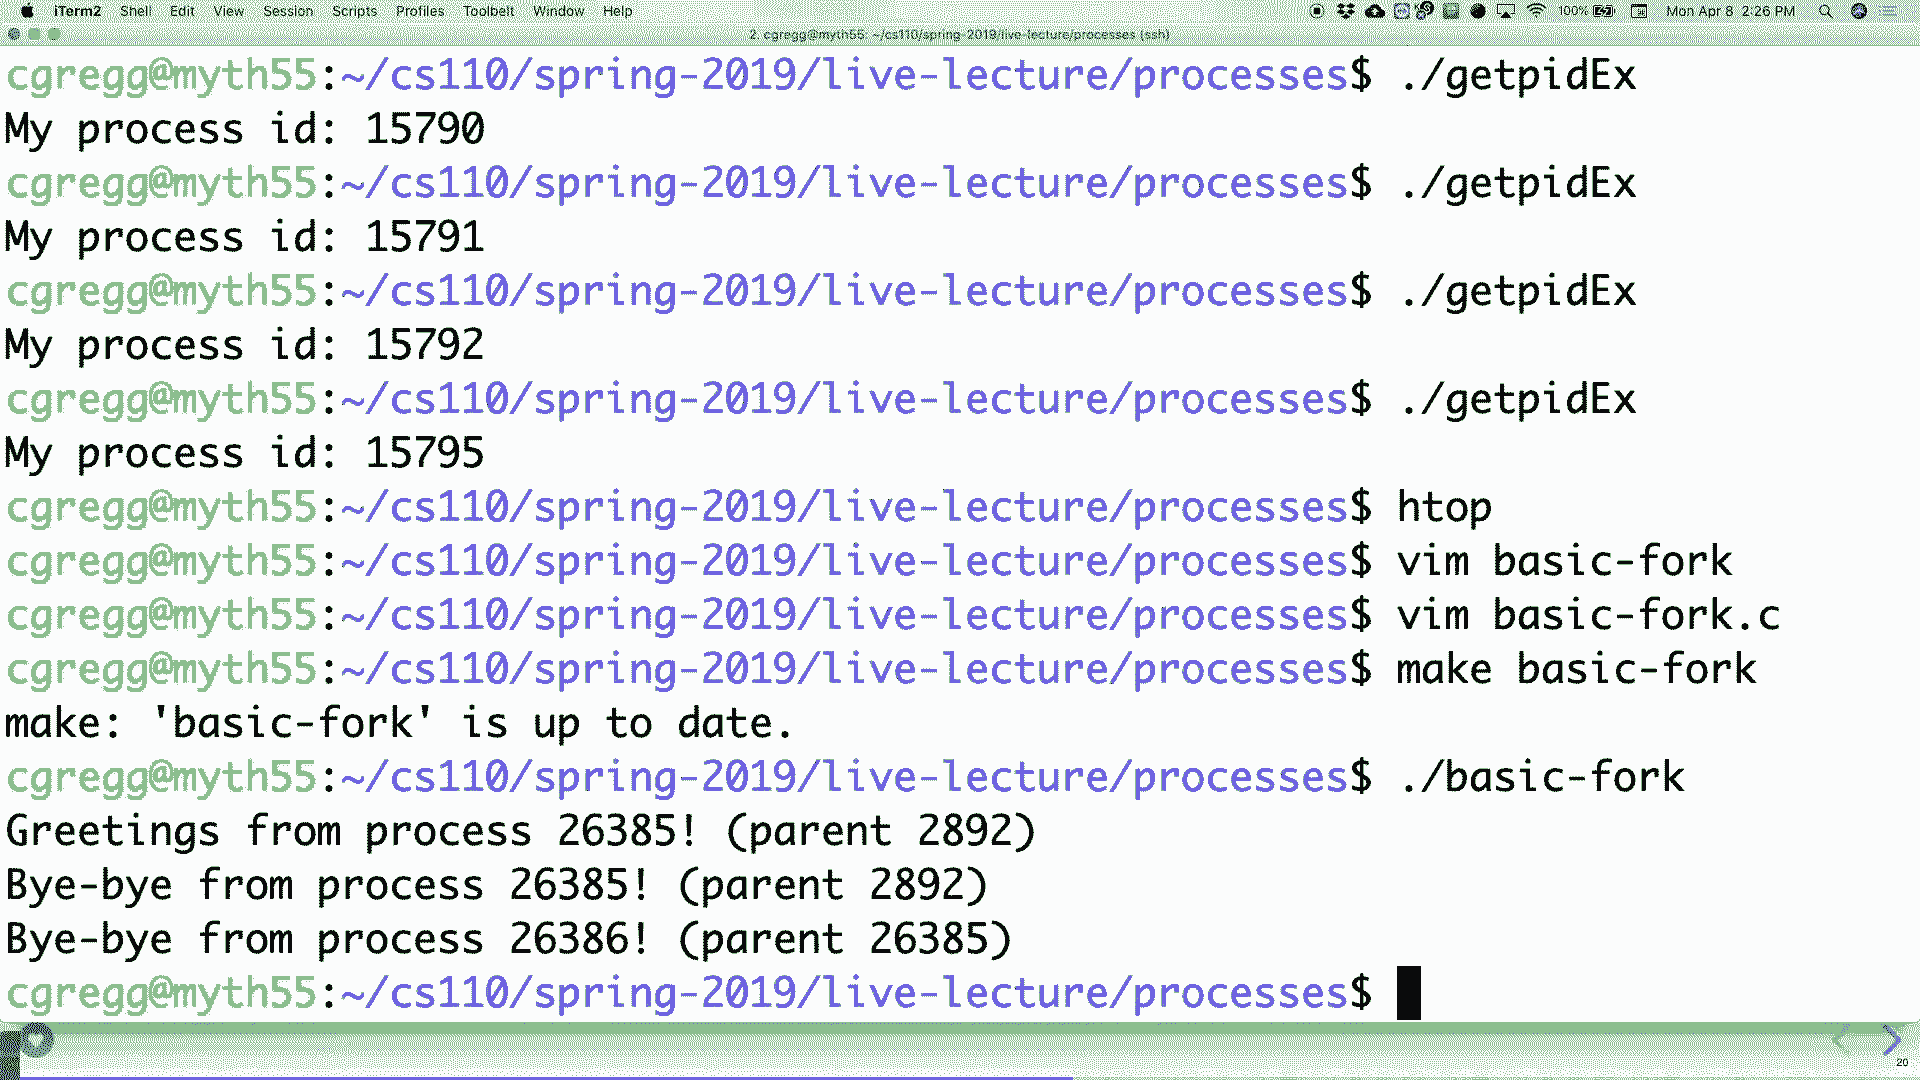 iTerm2 Shell Edit View Session Scripts Profiles Toolbelt Window Help 100% Mon Apr 8 2:26 PM
2. cgregg@myth55: ~/cs110/spring-2019/live-lecture/processes (ssh)
cgregg@myth55:~/cs110/spring-2019/live-lecture/processes$ ./getpidEx
My process id: 15790
cgregg@myth55:~/cs110/spring-2019/live-lecture/processes$ ./getpidEx
My process id: 15791
cgregg@myth55:~/cs110/spring-2019/live-lecture/processes$ ./getpidEx
My process id: 15792
cgregg@myth55:~/cs110/spring-2019/live-lecture/processes$ ./getpidEx
My process id: 15795
cgregg@myth55:~/cs110/spring-2019/live-lecture/processes$ htop
cgregg@myth55:~/cs110/spring-2019/live-lecture/processes$ vim basic-fork
cgregg@myth55:~/cs110/spring-2019/live-lecture/processes$ vim basic-fork.c
cgregg@myth55:~/cs110/spring-2019/live-lecture/processes$ make basic-fork
make: 'basic-fork' is up to date.
cgregg@myth55:~/cs110/spring-2019/live-lecture/processes$ ./basic-fork
Greetings from process 26385! (parent 2892)
Bye-bye from process 26385! (parent 2892)
Bye-bye from process 26386! (parent 26385)
cgregg@myth55:~/cs110/spring-2019/live-lecture/processes$
20